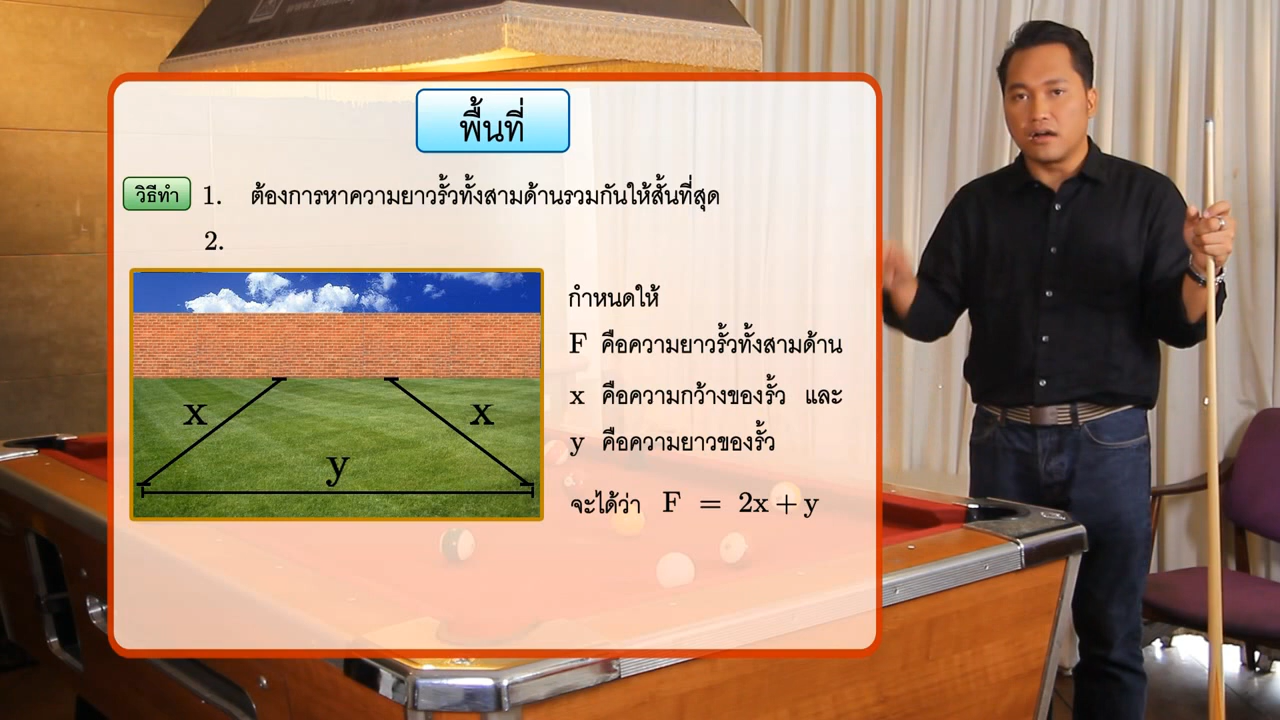 พื้นที่
วิธีทำ 1. ต้องการหาความยาวรั้วทั้งสามด้านรวมกันให้สั้นที่สุด
2.
กำหนดให้
F คือความยาวรั้วทั้งสามด้าน
x คือความกว้างของรั้ว และ
y คือความยาวของรั้ว
จะได้ว่า F = 2x + y
x
x
y